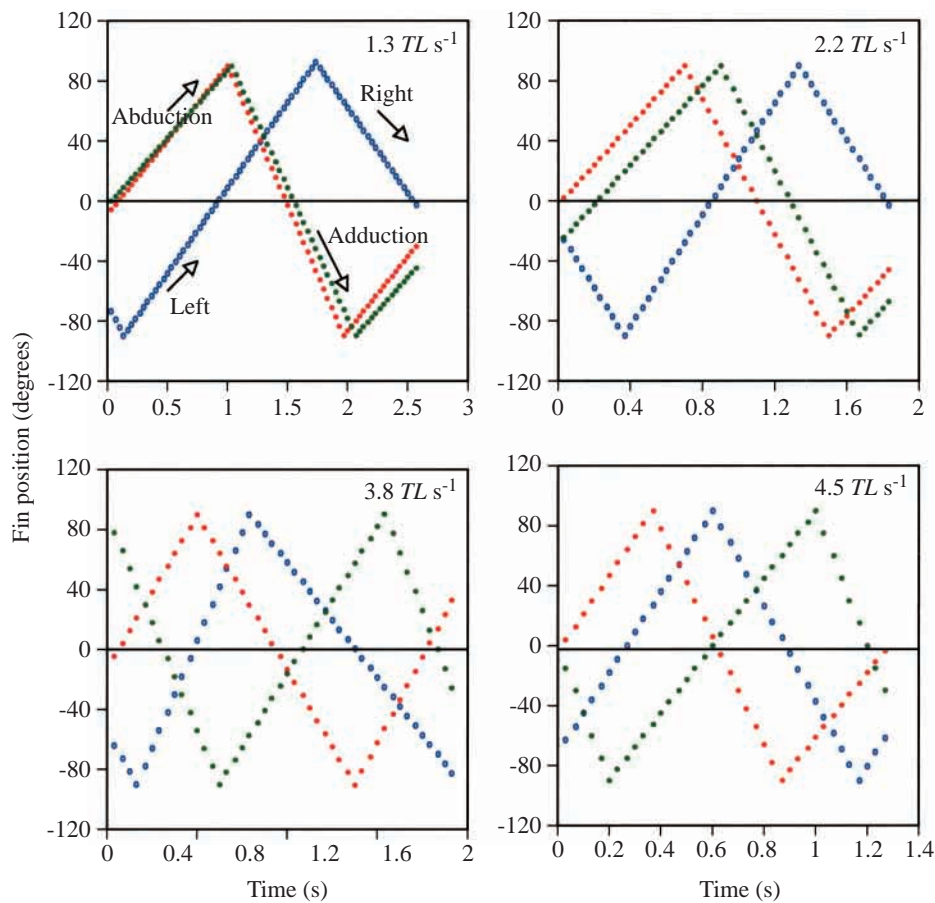 120
80
40
0
-40
-80
-120
1.3 TL s-1
Abduction
Right
Left
Adduction
0 0.5 1 1.5 2 2.5 3
120
80
40
0
-40
-80
-120
2.2 TL s-1
0 0.4 0.8 1.2 1.6 2
Fin position (degrees)
120
80
40
0
-40
-80
-120
3.8 TL s-1
0 0.4 0.8 1.2 1.6 2
Time (s)
120
80
40
0
-40
-80
-120
4.5 TL s-1
0 0.2 0.4 0.6 0.8 1 1.2 1.4
Time (s)